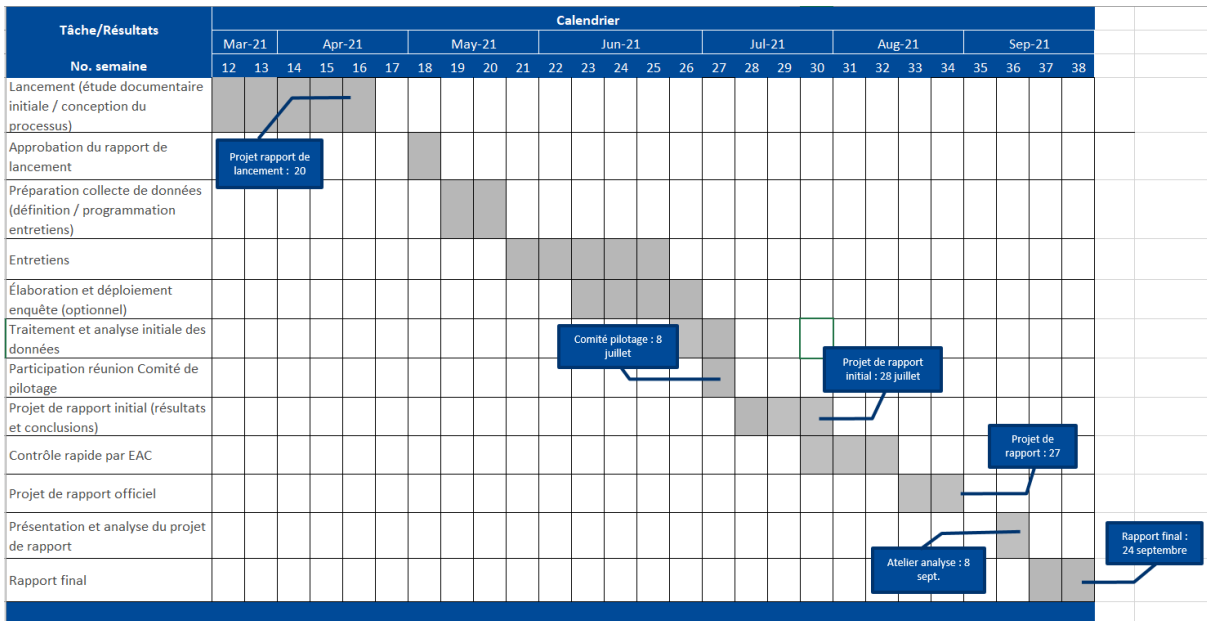 Tâche/Résultats
Calendrier
Mar-21 Apr-21 May-21 Jun-21 Jul-21 Aug-21 Sep-21
No. semaine 12 13 14 15 16 17 18 19 20 21 22 23 24 25 26 27 28 29 30 31 32 33 34 35 36 37 38
Lancement (étude documentaire
initiale / conception du
processus)
Projet rapport de
lancement : 20
Approbation du rapport de
lancement
Préparation collecte de données
(définition / programmation
entretiens)
Entretiens
Élaboration et déploiement
enquête (optionnel)
Traitement et analyse initiale des
données
Comité pilotage : 8
juillet
Participation réunion Comité de
pilotage
Projet de rapport
initial : 28 juillet
Projet de rapport initial (résultats
et conclusions)
Contrôle rapide par EAC
Projet de
rapport : 27
Projet de rapport officiel
Présentation et analyse du projet
de rapport
Atelier analyse : 8
sept.
Rapport final :
24 septembre
Rapport final